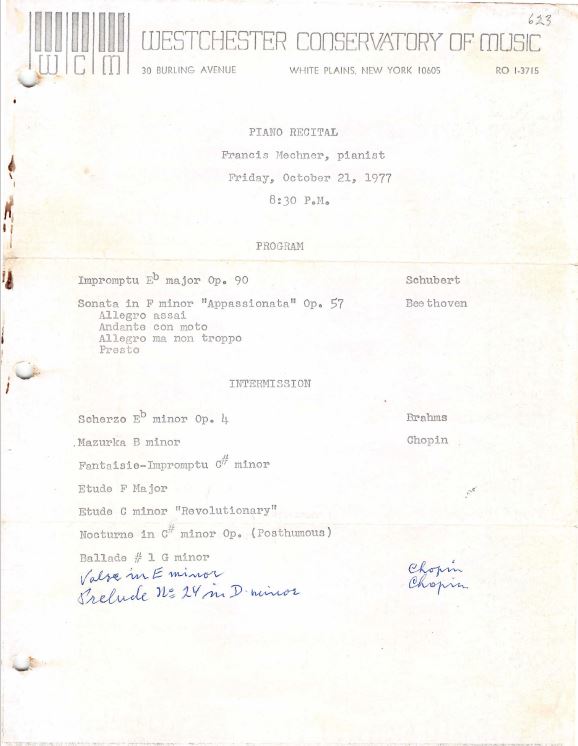 623
WESTCHESTER CONSERVATORY OF MUSIC
WCM
30 BURLING AVENUE WHITE PLAINS, NEW YORK 10605 RO 1-3715
PIANO RECITAL
Francis Mechner, pianist
Friday, October 21, 1977
8:30 P.M.
PROGRAM
Impromptu Eb major Op. 90 Schubert
Sonata in F minor "Appassionata" Op. 57 Beethoven
Allegro assai
Andante con moto
Allegro ma non troppo
Presto
INTERMISSION
Scherzo Eb minor Op. 4 Brahms
Mazurka B minor Chopin
Fantaisie-Impromptu C# minor
Etude F Major
Etude C minor "Revolutionary"
Nocturne in C# minor Op. (Posthumous)
Ballade # 1 G minor
Valse in E minor Chopin
Prelude No 24 in D minor Chopin